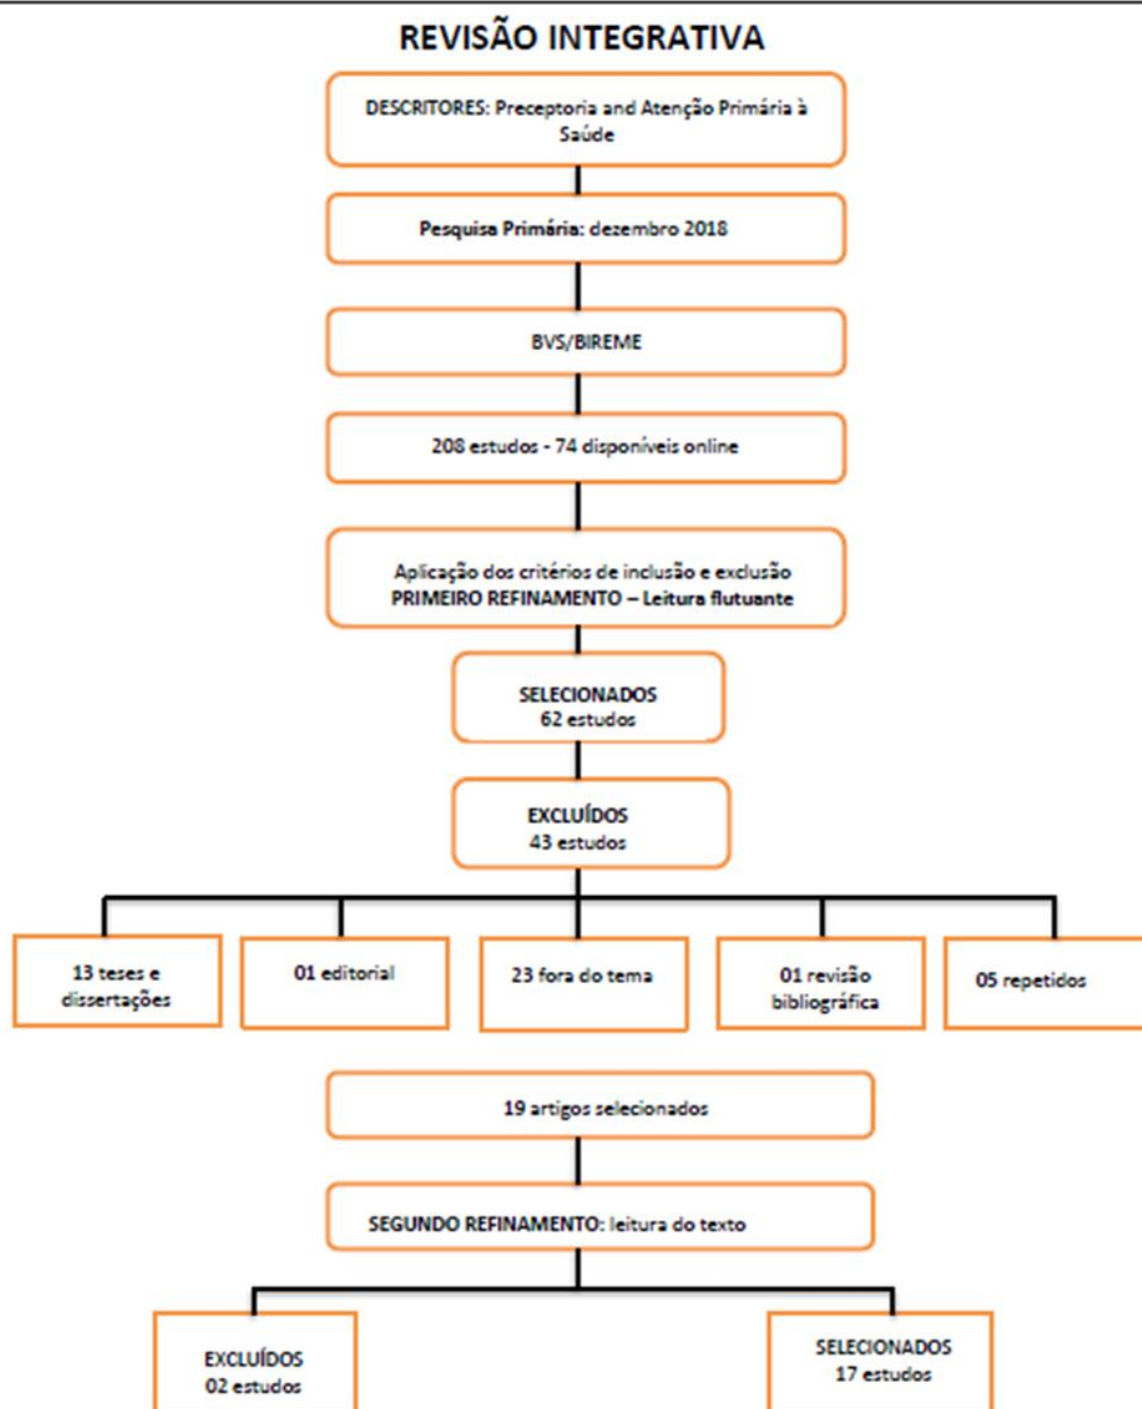 REVISÃO INTEGRATIVA
DESCRITORES: Preceptoria and Atenção Primária à
Saúde
Pesquisa Primária: dezembro 2018
BVS/BIREME
208 estudos - 74 disponíveis online
Aplicação dos critérios de inclusão e exclusão
PRIMEIRO REFINAMENTO – Leitura flutuante
SELECIONADOS
62 estudos
EXCLUÍDOS
43 estudos
13 teses e
dissertações
01 editorial
23 fora do tema
01 revisão
bibliográfica
05 repetidos
19 artigos selecionados
SEGUNDO REFINAMENTO: leitura do texto
EXCLUÍDOS
02 estudos
SELECIONADOS
17 estudos